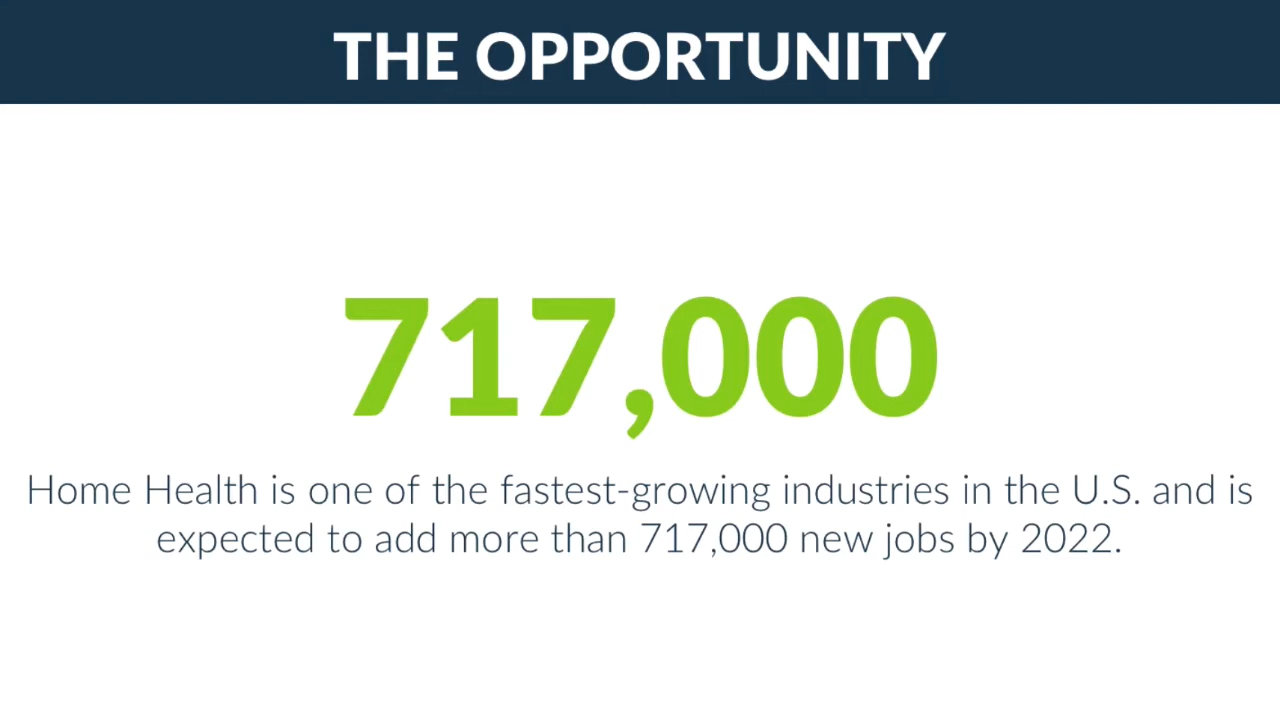 THE OPPORTUNITY
717,000
Home Health is one of the fastest-growing industries in the U.S. and is
expected to add more than 717,000 new jobs by 2022.